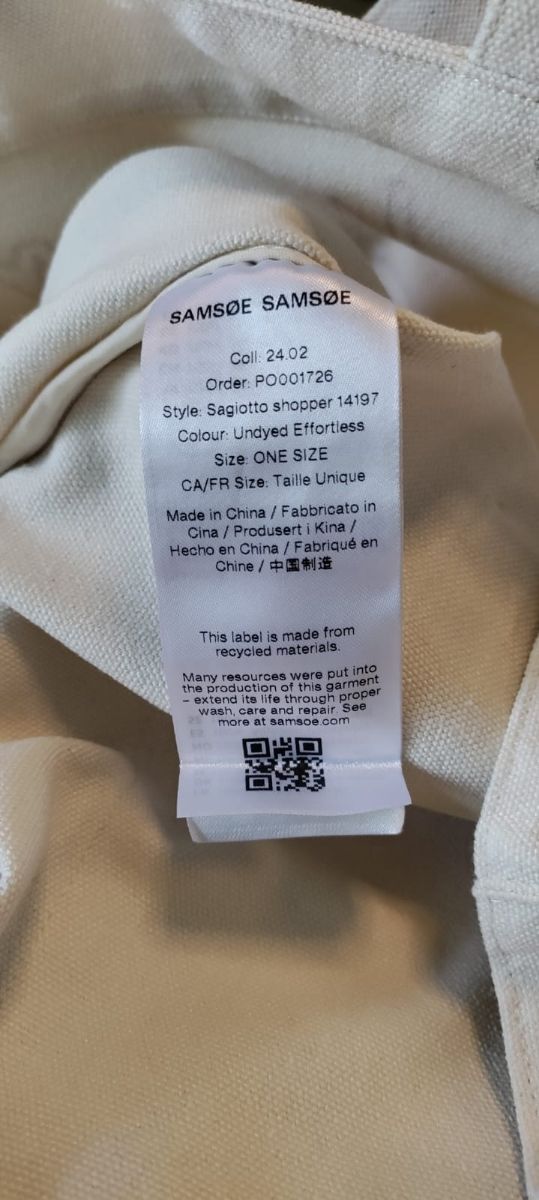 SAMSØE SAMSØE
Coll: 24.02
Order: PO001726
Style: Sagiotto shopper 14197
Colour: Undyed Effortless
Size: ONE SIZE
CA/FR Size: Taille Unique
Made in China / Fabbricato in
Cina / Produsert i Kina /
Hecho en China / Fabriqué en
Chine / 中国制造
This label is made from
recycled materials.
Many resources were put into
the production of this garment
– extend its life through proper
wash, care and repair. See
more at samsoe.com